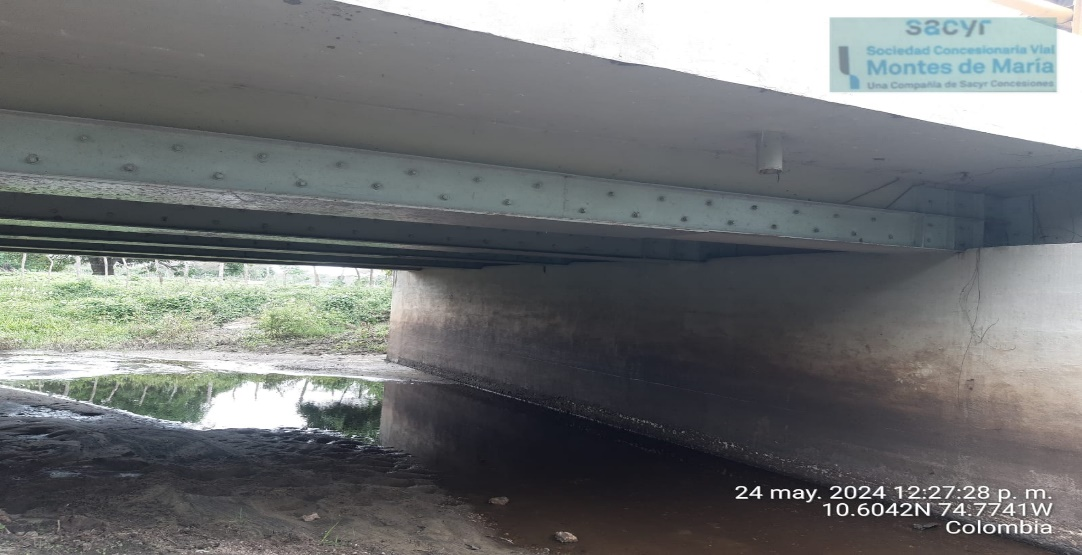 sacyr
Sociedad Concesionaria Vial
Montes de María
Una Compañía de Sacyr Concesiones
24 may. 2024 12:27:28 p. m.
10.6042N 74.7741W
Colombia